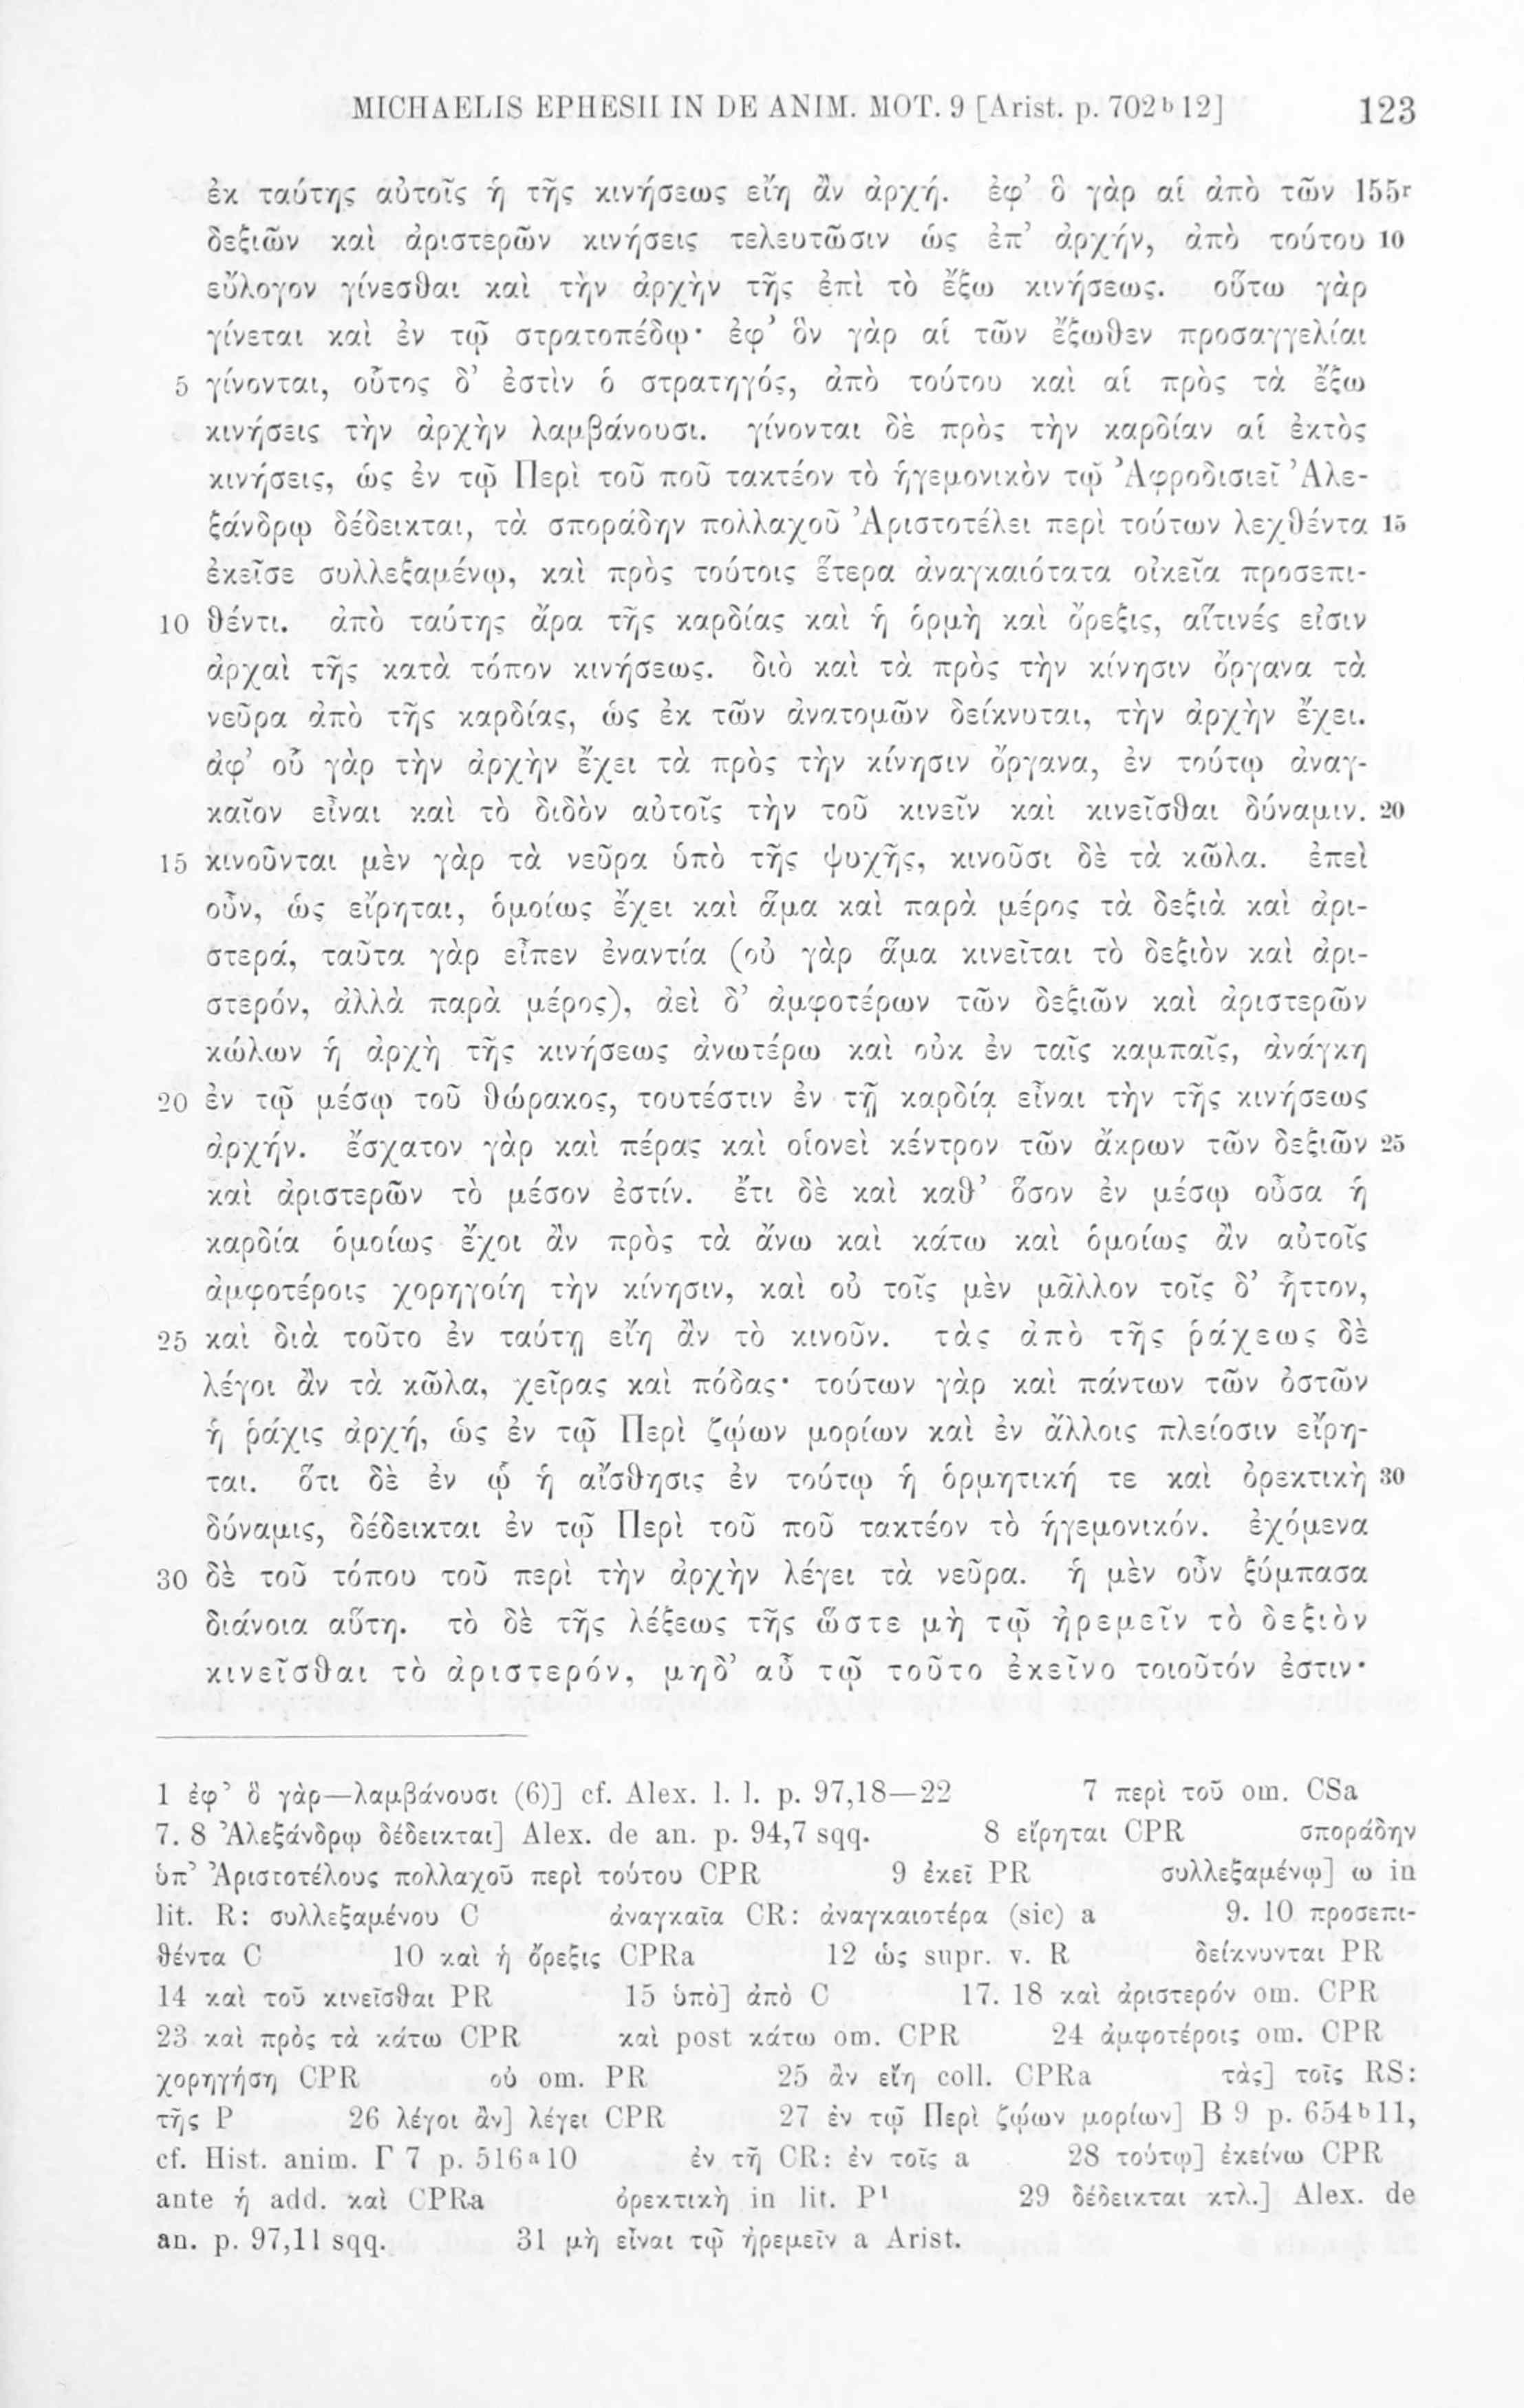 MICHAELIS EPHESII IN DE ANIM. MOT. 9 [Arist. p. 702ᵇ12] 123
ἐκ ταύτης αὐτοῖς ἡ τῆς κινήσεως εἴη ἂν ἀρχή. ἐφ’ ὃ γὰρ αἱ ἀπὸ τῶν 155ʳ
δεξιῶν καὶ ἀριστερῶν κινήσεις τελευτῶσιν ὡς ἐπ’ ἀρχήν, ἀπὸ τούτου 10
εὔλογον γίνεσθαι καὶ τὴν ἀρχὴν τῆς ἐπὶ τὸ ἔξω κινήσεως. οὕτω γὰρ
γίνεται καὶ ἐν τῷ στρατοπέδῳ· ἐφ’ ὃν γὰρ αἱ τῶν ἔξωθεν προσαγγελίαι
5 γίνονται, οὗτος δ’ ἐστὶν ὁ στρατηγός, ἀπὸ τούτου καὶ αἱ πρὸς τὰ ἔξω
κινήσεις τὴν ἀρχὴν λαμβάνουσι. γίνονται δὲ πρὸς τὴν καρδίαν αἱ ἐκτὸς
κινήσεις, ὡς ἐν τῷ Περὶ τοῦ ποῦ τακτέον τὸ ἡγεμονικὸν τῷ Ἀφροδισιεῖ Ἀλε-
ξάνδρῳ δέδεικται, τὰ σποράδην πολλαχοῦ Ἀριστοτέλει περὶ τούτων λεχθέντα 15
ἐκεῖσε συλλεξαμένῳ, καὶ πρὸς τούτοις ἕτερα ἀναγκαιότατα οἰκεῖα προσεπι-
10 θέντι. ἀπὸ ταύτης ἄρα τῆς καρδίας καὶ ἡ ὁρμὴ καὶ ὄρεξις, αἵτινές εἰσιν
ἀρχαὶ τῆς κατὰ τόπον κινήσεως. διὸ καὶ τὰ πρὸς τὴν κίνησιν ὄργανα τὰ
νεῦρα ἀπὸ τῆς καρδίας, ὡς ἐκ τῶν ἀνατομῶν δείκνυται, τὴν ἀρχὴν ἔχει.
ἀφ’ οὗ γὰρ τὴν ἀρχὴν ἔχει τὰ πρὸς τὴν κίνησιν ὄργανα, ἐν τούτῳ ἀναγ-
καῖον εἶναι καὶ τὸ διδὸν αὐτοῖς τὴν τοῦ κινεῖν καὶ κινεῖσθαι δύναμιν. 20
15 κινοῦνται μὲν γὰρ τὰ νεῦρα ὑπὸ τῆς ψυχῆς, κινοῦσι δὲ τὰ κῶλα. ἐπεὶ
οὖν, ὡς εἴρηται, ὁμοίως ἔχει καὶ ἅμα καὶ παρὰ μέρος τὰ δεξιὰ καὶ ἀρι-
στερά, ταῦτα γὰρ εἶπεν ἐναντία (οὐ γὰρ ἅμα κινεῖται τὸ δεξιὸν καὶ ἀρι-
στερόν, ἀλλὰ παρὰ μέρος), ἀεὶ δ’ ἀμφοτέρων τῶν δεξιῶν καὶ ἀριστερῶν
κώλων ἡ ἀρχὴ τῆς κινήσεως ἀνωτέρω καὶ οὐκ ἐν ταῖς καμπαῖς, ἀνάγκη
20 ἐν τῷ μέσῳ τοῦ θώρακος, τουτέστιν ἐν τῇ καρδίᾳ εἶναι τὴν τῆς κινήσεως
ἀρχήν. ἔσχατον γὰρ καὶ πέρας καὶ οἱονεὶ κέντρον τῶν ἄκρων τῶν δεξιῶν 25
καὶ ἀριστερῶν τὸ μέσον ἐστίν. ἔτι δὲ καὶ καθ’ ὅσον ἐν μέσῳ οὖσα ἡ
καρδία ὁμοίως ἔχοι ἂν πρὸς τὰ ἄνω καὶ κάτω καὶ ὁμοίως ἂν αὐτοῖς
ἀμφοτέροις χορηγοίη τὴν κίνησιν, καὶ οὐ τοῖς μὲν μᾶλλον τοῖς δ’ ἧττον,
25 καὶ διὰ τοῦτο ἐν ταύτῃ εἴη ἂν τὸ κινοῦν. τὰς ἀπὸ τῆς ῥάχεως δὲ
λέγοι ἂν τὰ κῶλα, χεῖρας καὶ πόδας· τούτων γὰρ καὶ πάντων τῶν ὀστῶν
ἡ ῥάχις ἀρχή, ὡς ἐν τῷ Περὶ ζῴων μορίων καὶ ἐν ἄλλοις πλείοσιν εἴρη-
ται. ὅτι δὲ ἐν ᾧ ἡ αἴσθησις ἐν τούτῳ ἡ ὁρμητική τε καὶ ὀρεκτικὴ 30
δύναμις, δέδεικται ἐν τῷ Περὶ τοῦ ποῦ τακτέον τὸ ἡγεμονικόν. ἐχόμενα
30 δὲ τοῦ τόπου τοῦ περὶ τὴν ἀρχὴν λέγει τὰ νεῦρα. ἡ μὲν οὖν ξύμπασα
διάνοια αὕτη. τὸ δὲ τῆς λέξεως τῆς ὥστε μὴ τῷ ἠρεμεῖν τὸ δεξιὸν
κινεῖσθαι τὸ ἀριστερόν, μηδ’ αὖ τῷ τοῦτο ἐκεῖνο τοιοῦτόν ἐστιν·
1 ἐφ’ ὃ γὰρ—λαμβάνουσι (6)] cf. Alex. l. l. p. 97,18—22 7 περὶ τοῦ om. CSa
7. 8 Ἀλεξάνδρῳ δέδεικται] Alex. de an. p. 94,7 sqq. 8 εἴρηται CPR σποράδην
ὑπ’ Ἀριστοτέλους πολλαχοῦ περὶ τούτου CPR 9 ἐκεῖ PR συλλεξαμένῳ] ω in
lit. R: συλλεξαμένου C ἀναγκαῖα CR: ἀναγκαιοτέρα (sic) a 9. 10 προσεπι-
θέντα C 10 καὶ ἡ ὄρεξις CPRa 12 ὡς supr. v. R δείκνυνται PR
14 καὶ τοῦ κινεῖσθαι PR 15 ὑπὸ] ἀπὸ C 17. 18 καὶ ἀριστερόν om. CPR
23 καὶ πρὸς τὰ κάτω CPR καὶ post κάτω om. CPR 24 ἀμφοτέροις om. CPR
χορηγήση CPR οὐ om. PR 25 ἂν εἴη coll. CPRa τὰς] τοῖς RS:
τῆς P 26 λέγοι ἂν] λέγει CPR 27 ἐν τῷ Περὶ ζῴων μορίων] B 9 p. 654ᵇ11,
cf. Hist. anim. Γ 7 p. 516ᵃ10 ἐν τῆ CR: ἐν τοῖς a 28 τούτῳ] ἐκείνω CPR
ante ἡ add. καὶ CPRa ὀρεκτικὴ in lit. P¹ 29 δέδεικται κτλ.] Alex. de
an. p. 97,11 sqq. 31 μὴ εἶναι τῷ ἠρεμεῖν a Arist.